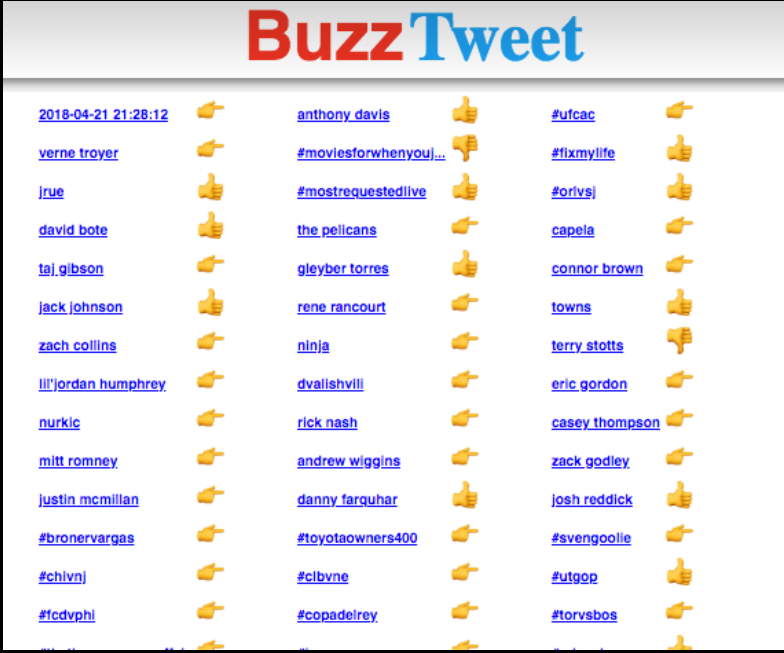 BuzzTweet
2018-04-21 21:28:12 anthony davis #ufcac
verne troyer #moviesforwhenyouj... #fixmylife
jrue #mostrequestedlive #orlvsj
david bote the pelicans capela
taj gibson gleyber torres connor brown
jack johnson rene rancourt towns
zach collins ninja terry stotts
lil'jordan humphrey dvalishvili eric gordon
nurkic rick nash casey thompson
mitt romney andrew wiggins zack godley
justin mcmillan danny farquhar josh reddick
#bronervargas #toyotaowners400 #svengoolie
#chivnj #clbvne #utgop
#fcdvphi #copadelrey #torvsbos